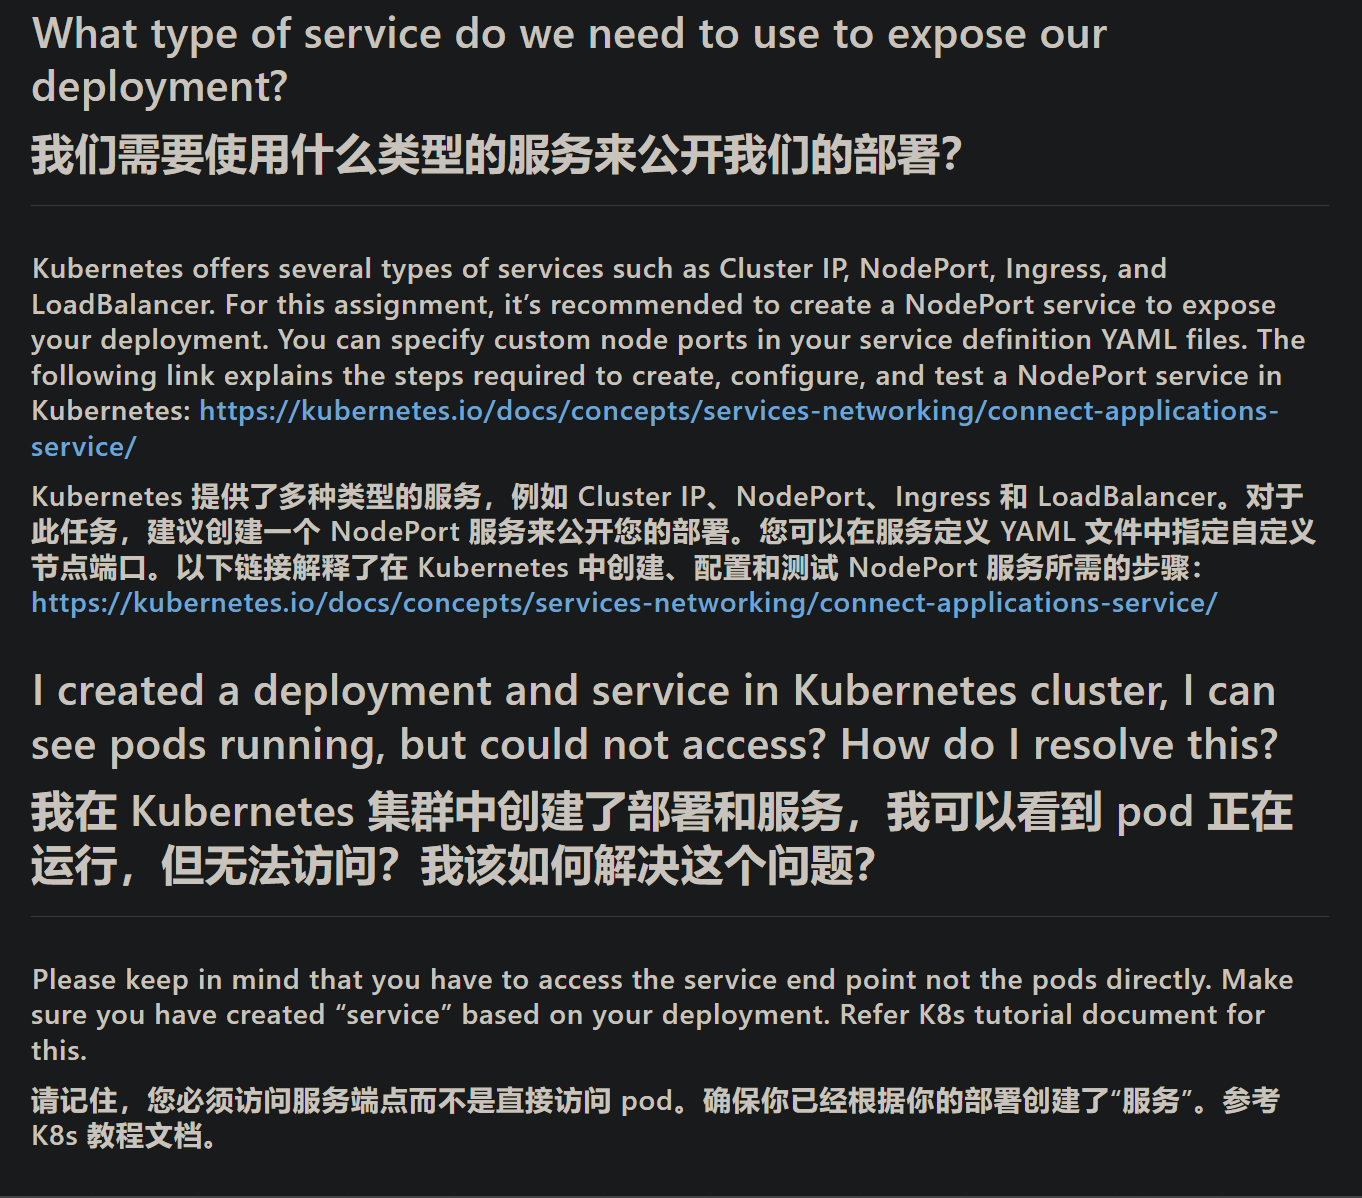 What type of service do we need to use to expose our
deployment?
我们需要使用什么类型的服务来公开我们的部署？
Kubernetes offers several types of services such as Cluster IP, NodePort, Ingress, and
LoadBalancer. For this assignment, it’s recommended to create a NodePort service to expose
your deployment. You can specify custom node ports in your service definition YAML files. The
following link explains the steps required to create, configure, and test a NodePort service in
Kubernetes: https://kubernetes.io/docs/concepts/services-networking/connect-applications-
service/
Kubernetes 提供了多种类型的服务，例如 Cluster IP、NodePort、Ingress 和 LoadBalancer。对于
此任务，建议创建一个 NodePort 服务来公开您的部署。您可以在服务定义 YAML 文件中指定自定义
节点端口。以下链接解释了在 Kubernetes 中创建、配置和测试 NodePort 服务所需的步骤：
https://kubernetes.io/docs/concepts/services-networking/connect-applications-service/
I created a deployment and service in Kubernetes cluster, I can
see pods running, but could not access? How do I resolve this?
我在 Kubernetes 集群中创建了部署和服务，我可以看到 pod 正在
运行，但无法访问？我该如何解决这个问题？
Please keep in mind that you have to access the service end point not the pods directly. Make
sure you have created “service” based on your deployment. Refer K8s tutorial document for
this.
请记住，您必须访问服务端点而不是直接访问 pod。确保你已经根据你的部署创建了“服务”。参考
K8s 教程文档。